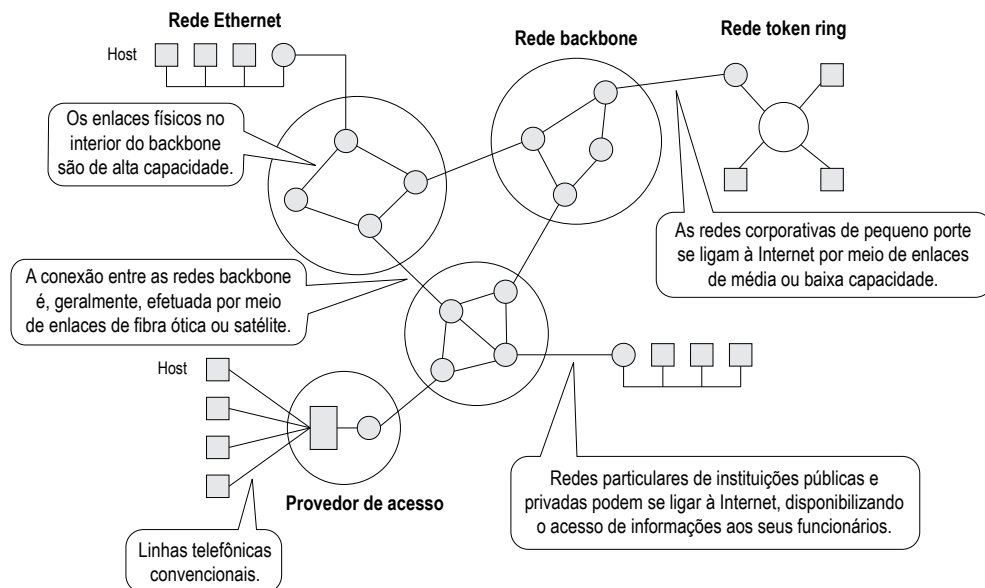 Rede Ethernet
Host
Rede backbone
Rede token ring
Os enlaces físicos no
interior do backbone
são de alta capacidade.
As redes corporativas de pequeno porte
se ligam à Internet por meio de enlaces
de média ou baixa capacidade.
A conexão entre as redes backbone
é, geralmente, efetuada por meio
de enlaces de fibra ótica ou satélite.
Host
Provedor de acesso
Redes particulares de instituições públicas e
privadas podem se ligar à Internet, disponibilizando
o acesso de informações aos seus funcionários.
Linhas telefônicas
convencionais.